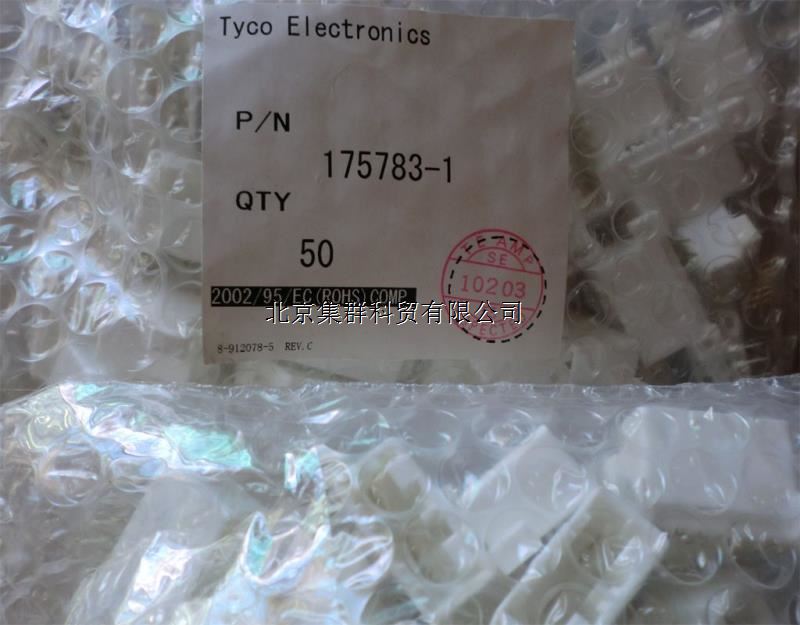 Tyco Electronics
P/N
175783-1
QTY
50
2002/95/EC(ROHS)COMP.
北京集群科贸有限公司
8-912078-5 REV.C
AMP
SE
10203